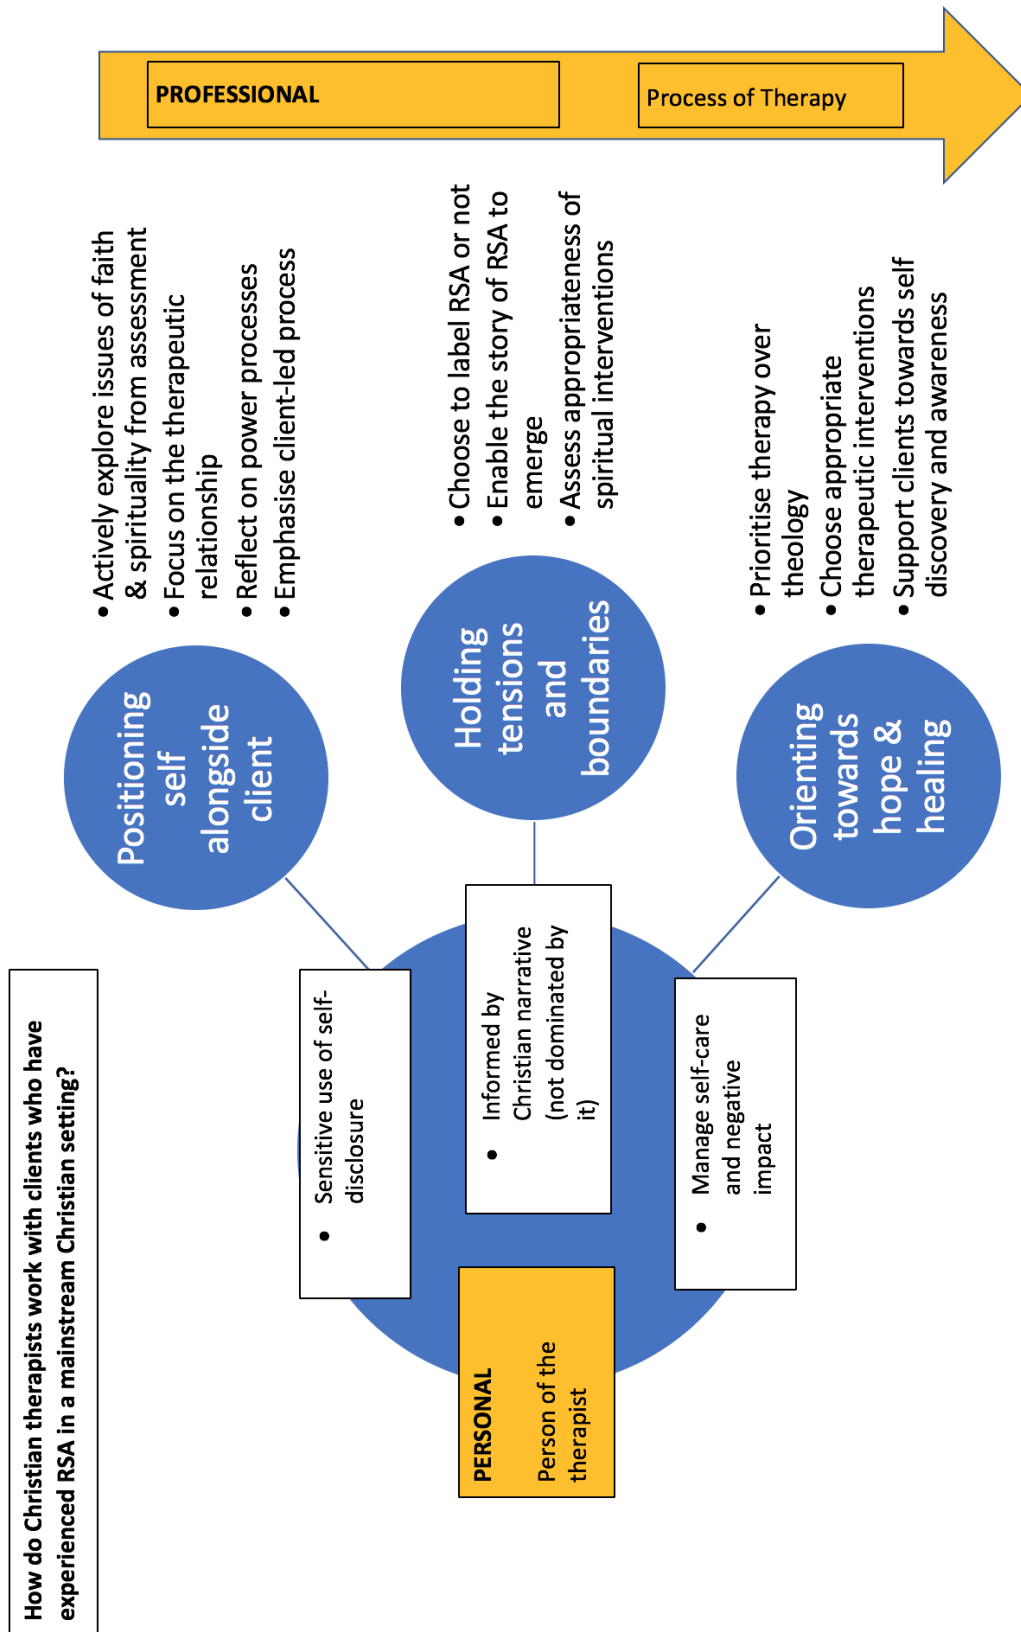 How do Christian therapists work with clients who have
experienced RSA in a mainstream Christian setting?
PERSONAL
Person of the
therapist
• Sensitive use of self-
disclosure
• Informed by
Christian narrative
(not dominated by
it)
• Manage self-care
and negative
impact
Positioning
self
alongside
client
• Actively explore issues of faith
& spirituality from assessment
• Focus on the therapeutic
relationship
• Reflect on power processes
• Emphasise client-led process
Holding
tensions
and
boundaries
• Choose to label RSA or not
• Enable the story of RSA to
emerge
• Assess appropriateness of
spiritual interventions
Orienting
towards
hope &
healing
• Prioritise therapy over
theology
• Choose appropriate
therapeutic interventions
• Support clients towards self
discovery and awareness
PROFESSIONAL
Process of Therapy